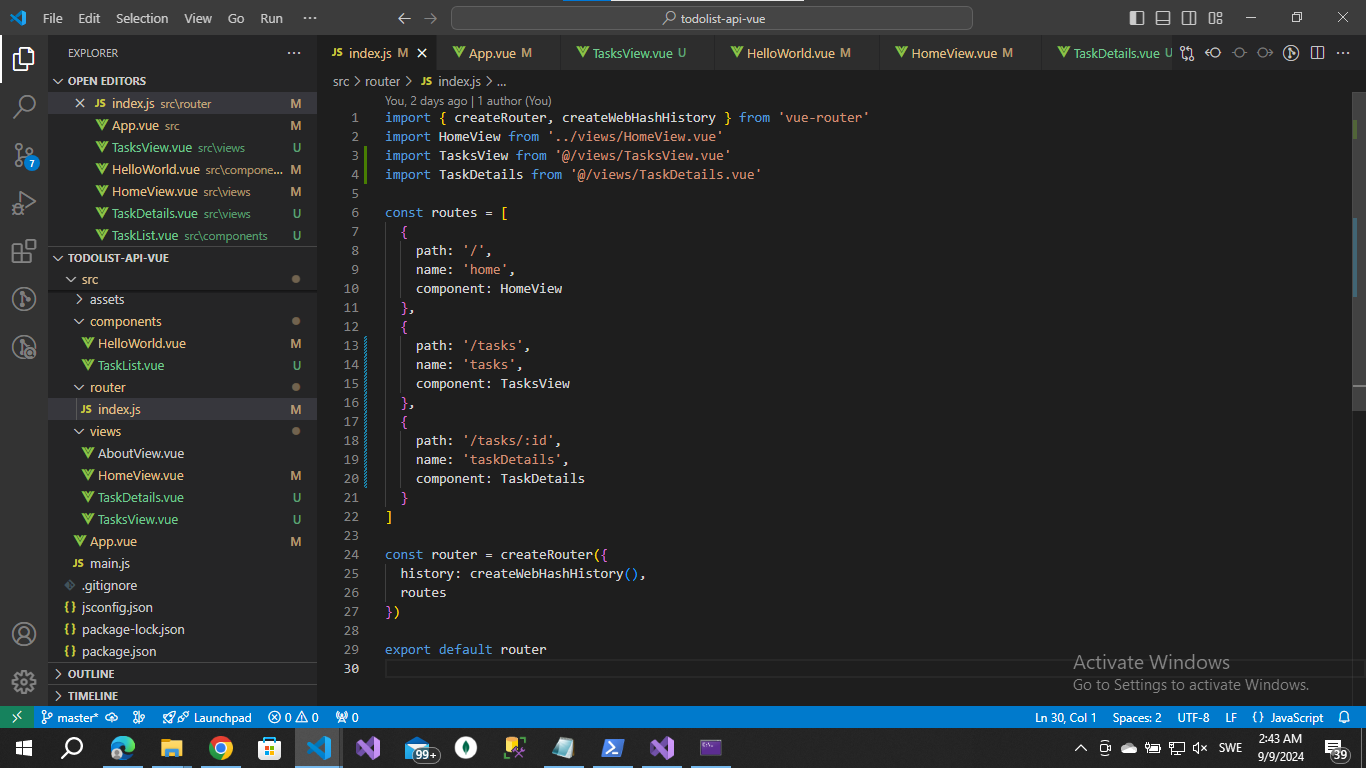 File Edit Selection View Go Run ··· todolist-api-vue
EXPLORER ···
OPEN EDITORS
JS index.js src\router M
App.vue src M
TasksView.vue src\views U
HelloWorld.vue src\compone... M
HomeView.vue src\views M
TaskDetails.vue src\views U
TaskList.vue src\components U
TODOLIST-API-VUE
src
assets
components
HelloWorld.vue M
TaskList.vue U
router
JS index.js M
views
AboutView.vue
HomeView.vue M
TaskDetails.vue U
TasksView.vue U
App.vue M
JS main.js
.gitignore
{} jsconfig.json
{} package-lock.json
{} package.json
OUTLINE
TIMELINE
7
JS index.js M App.vue M TasksView.vue U HelloWorld.vue M HomeView.vue M TaskDetails.vue U ···
src > router > JS index.js > ...
You, 2 days ago | 1 author (You)
1 import { createRouter, createWebHashHistory } from 'vue-router'
2 import HomeView from '../views/HomeView.vue'
3 import TasksView from '@/views/TasksView.vue'
4 import TaskDetails from '@/views/TaskDetails.vue'
5
6 const routes = [
7 {
8 path: '/',
9 name: 'home',
10 component: HomeView
11 },
12 {
13 path: '/tasks',
14 name: 'tasks',
15 component: TasksView
16 },
17 {
18 path: '/tasks/:id',
19 name: 'taskDetails',
20 component: TaskDetails
21 }
22 ]
23
24 const router = createRouter({
25 history: createWebHashHistory(),
26 routes
27 })
28
29 export default router
30
Activate Windows
Go to Settings to activate Windows.
master* Launchpad 0 0 0 Ln 30, Col 1 Spaces: 2 UTF-8 LF {} JavaScript
99+ SWE 2:43 AM
9/9/2024 39